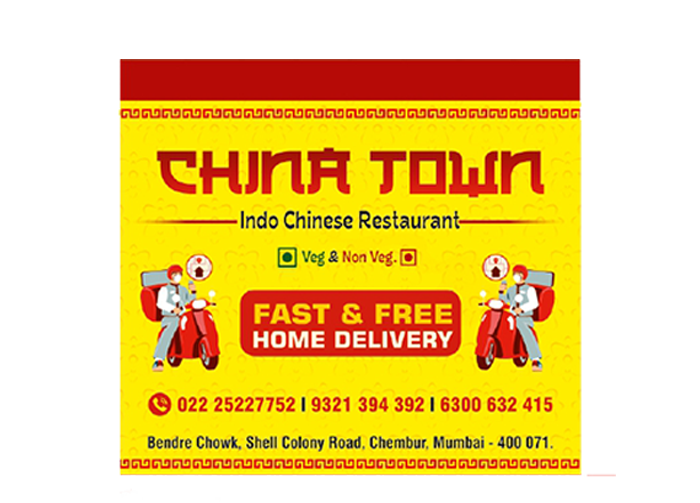 CHINA TOWN
Indo Chinese Restaurant
Veg & Non Veg.
FAST & FREE
HOME DELIVERY
022 25227752 I 9321 394 392 I 6300 632 415
Bendre Chowk, Shell Colony Road, Chembur, Mumbai - 400 071.